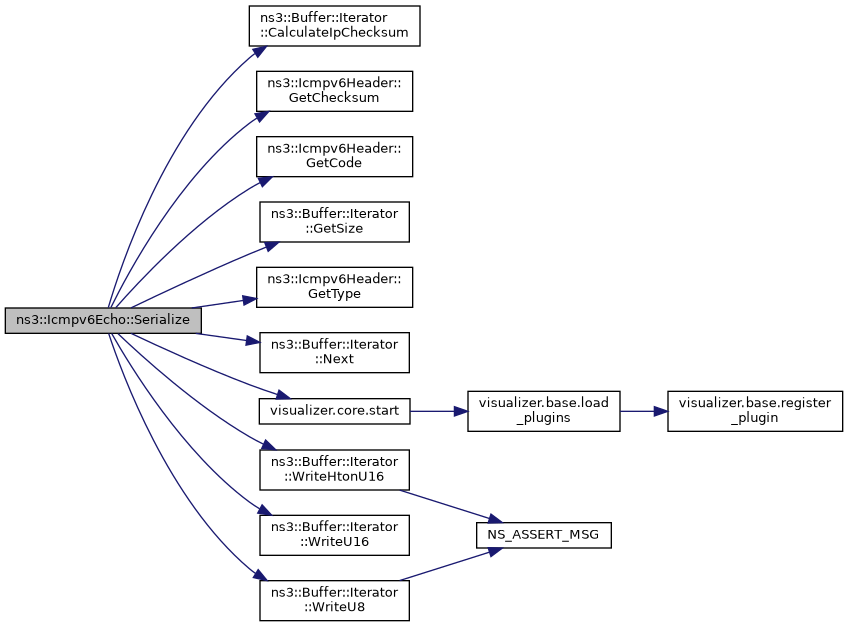 ns3::Buffer::Iterator
::CalculateIpChecksum
ns3::Icmpv6Header::
GetChecksum
ns3::Icmpv6Header::
GetCode
ns3::Buffer::Iterator
::GetSize
ns3::Icmpv6Header::
GetType
ns3::Icmpv6Echo::Serialize
ns3::Buffer::Iterator
::Next
visualizer.core.start
visualizer.base.load
_plugins
visualizer.base.register
_plugin
ns3::Buffer::Iterator
::WriteHtonU16
ns3::Buffer::Iterator
::WriteU16
NS_ASSERT_MSG
ns3::Buffer::Iterator
::WriteU8